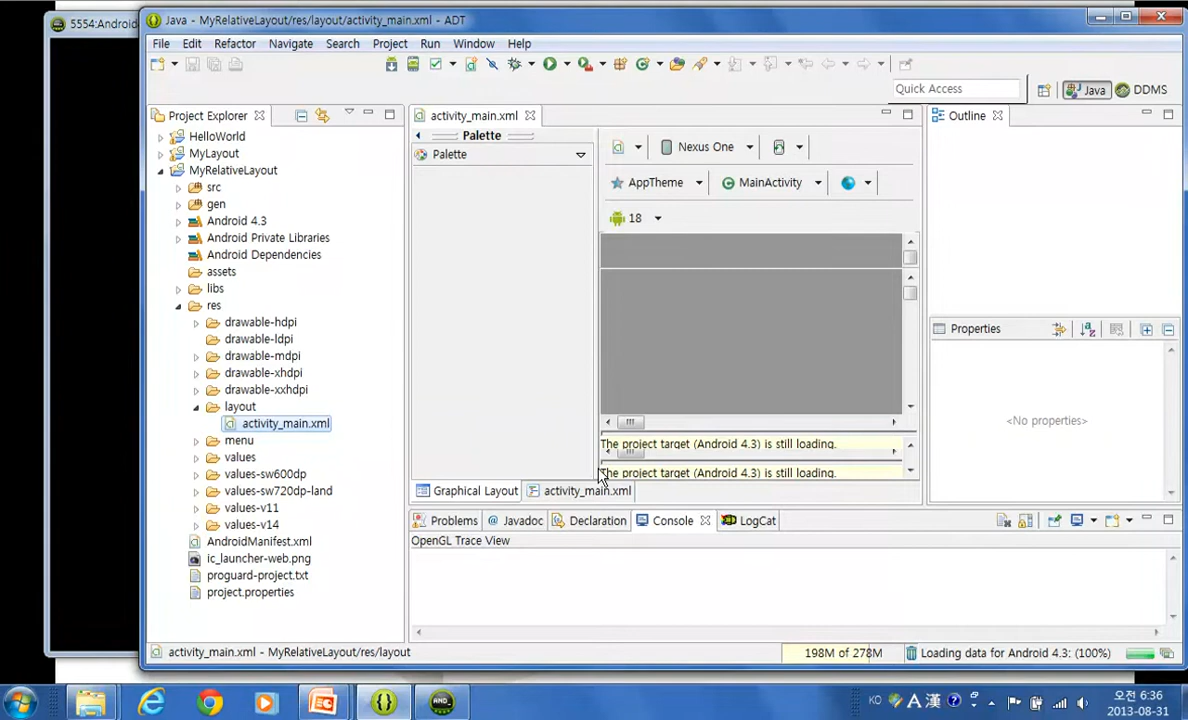 5554:Android
Java - MyRelativeLayout/res/layout/activity_main.xml - ADT
File Edit Refactor Navigate Search Project Run Window Help
Quick Access
Java
DDMS
Project Explorer
HelloWorld
MyLayout
MyRelativeLayout
src
gen
Android 4.3
Android Private Libraries
Android Dependencies
assets
libs
res
drawable-hdpi
drawable-ldpi
drawable-mdpi
drawable-xhdpi
drawable-xxhdpi
layout
activity_main.xml
menu
values
values-sw600dp
values-sw720dp-land
values-v11
values-v14
AndroidManifest.xml
ic_launcher-web.png
proguard-project.txt
project.properties
activity_main.xml
Palette
Palette
Nexus One
AppTheme
MainActivity
18
The project target (Android 4.3) is still loading.
The project target (Android 4.3) is still loading.
Graphical Layout activity_main.xml
Outline
Properties
<No properties>
Problems Javadoc Declaration Console LogCat
OpenGL Trace View
activity_main.xml - MyRelativeLayout/res/layout
198M of 278M
Loading data for Android 4.3: (100%)
KO A 漢
오전 6:36
2013-08-31